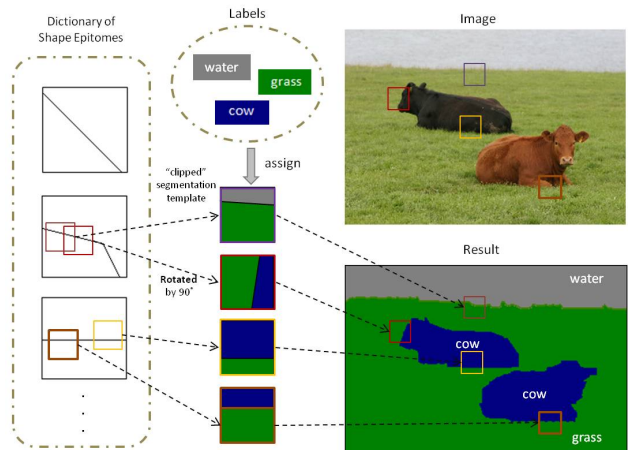 Dictionary of
Shape Epitomes
Labels
water
grass
cow
assign
"clipped"
segmentation
template
Rotated
by 90°
Image
Result
water
cow
cow
grass